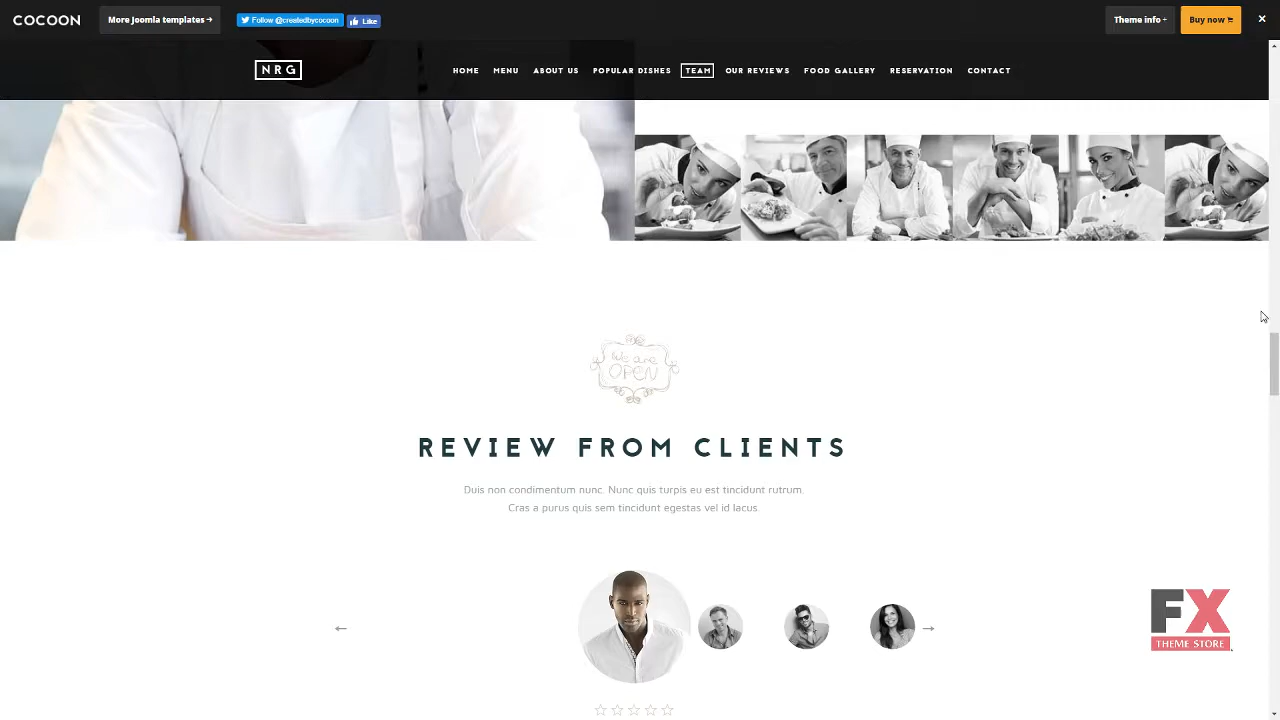 COCOON
More Joomla templates
Follow @createdbycocoon
Like
Theme info +
Buy now
NRG
HOME
MENU
ABOUT US
POPULAR DISHES
TEAM
OUR REVIEWS
FOOD GALLERY
RESERVATION
CONTACT
We are
OPEN
REVIEW FROM CLIENTS
Duis non condimentum nunc. Nunc quis turpis eu est tincidunt rutrum.
Cras a purus quis sem tincidunt egestas vel id lacus.
FX
THEME STORE